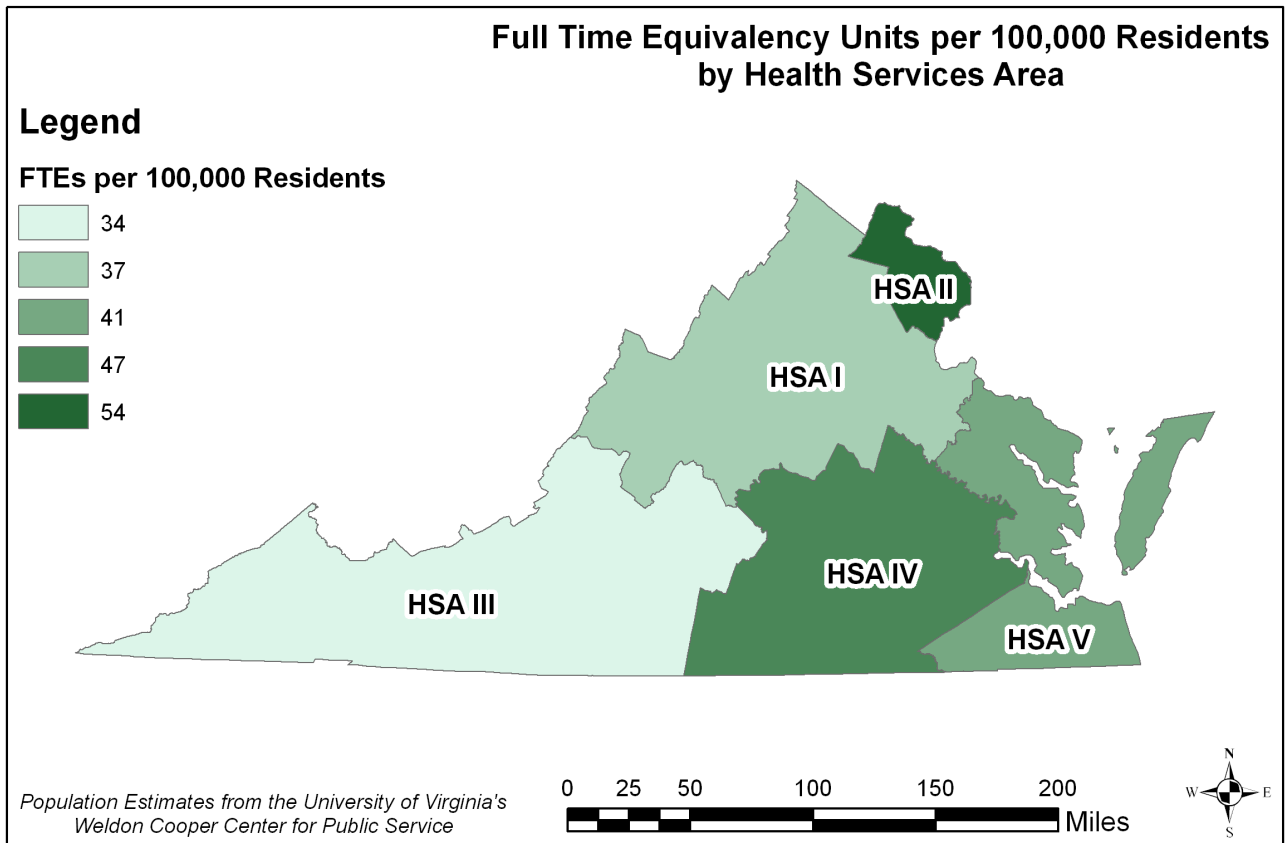 Full Time Equivalency Units per 100,000 Residents
by Health Services Area
Legend
FTEs per 100,000 Residents
34
37
41
47
54
HSA II
HSA I
HSA IV
HSA III
HSA V
Population Estimates from the University of Virginia's
Weldon Cooper Center for Public Service
0 25 50 100 150 200
Miles
N
W E
S